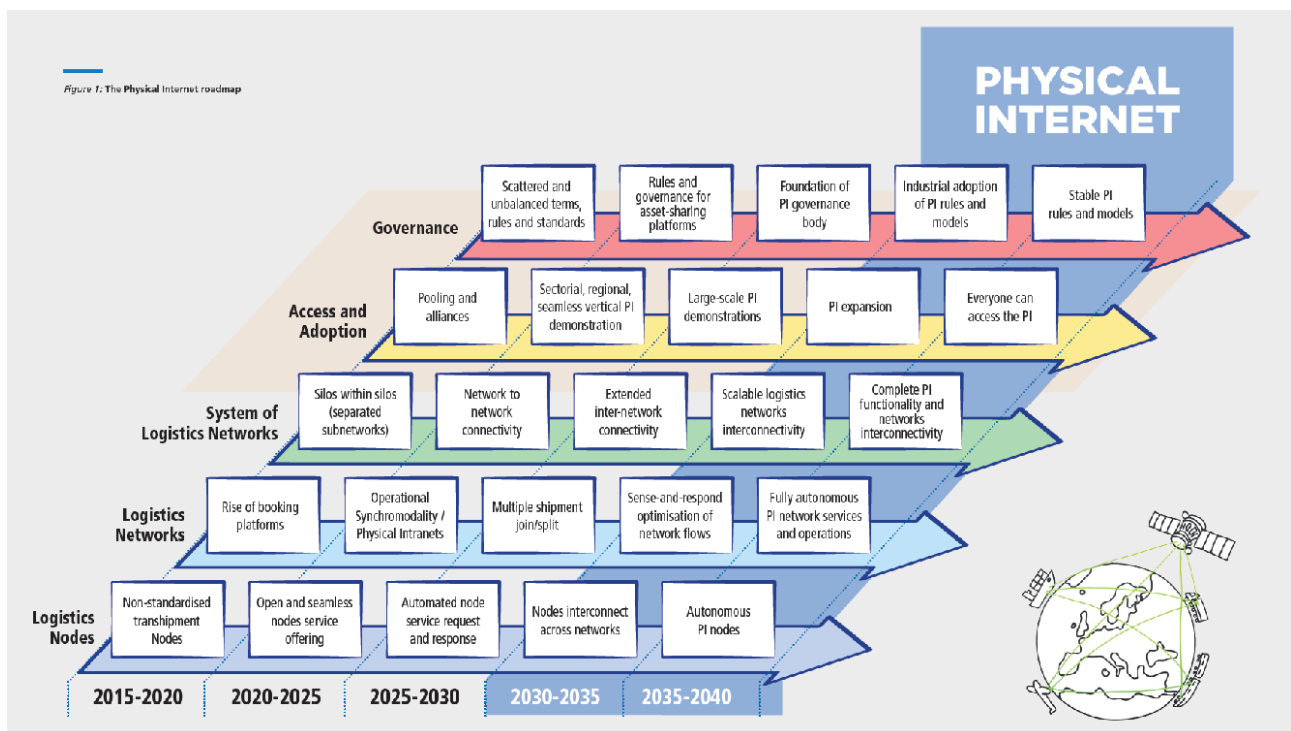 Figure 1: The Physical Internet roadmap
PHYSICAL
INTERNET
Governance
Scattered and
unbalanced terms,
rules and standards
Rules and
governance for
asset-sharing
platforms
Foundation of
PI governance
body
Industrial adoption
of PI rules and
models
Stable PI
rules and models
Access and
Adoption
Pooling and
alliances
Sectorial, regional,
seamless vertical PI
demonstration
Large-scale PI
demonstrations
PI expansion
Everyone can
access the PI
System of
Logistics Networks
Silos within silos
(separated
subnetworks)
Network to
network
connectivity
Extended
inter-network
connectivity
Scalable logistics
networks
interconnectivity
Complete PI
functionality and
networks
interconnectivity
Logistics
Networks
Rise of booking
platforms
Operational
Synchromodality /
Physical Intranets
Multiple shipment
join/split
Sense-and-respond
optimisation of
network flows
Fully autonomous
PI network services
and operations
Logistics
Nodes
Non-standardised
transhipment
Nodes
Open and seamless
nodes service
offering
Automated node
service request
and response
Nodes interconnect
across networks
Autonomous
PI nodes
2015-2020
2020-2025
2025-2030
2030-2035
2035-2040